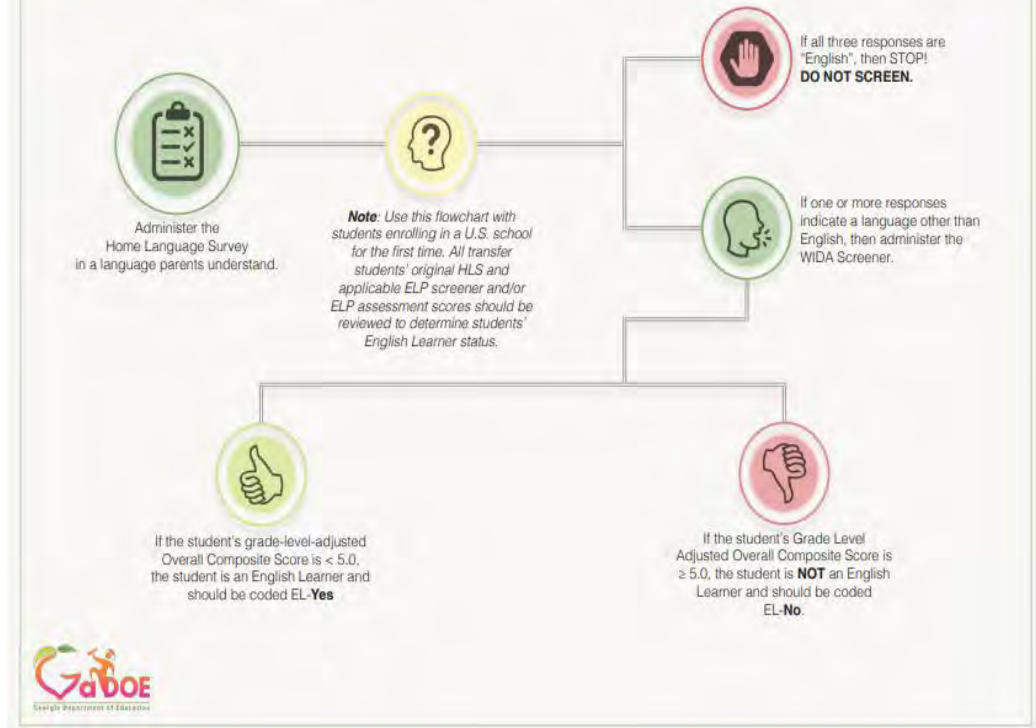 If all three responses are
"English", then STOP!
DO NOT SCREEN.
Administer the
Home Language Survey
in a language parents understand.
?
Note: Use this flowchart with
students enrolling in a U.S. school
for the first time. All transfer
students' original HLS and
applicable ELP screener and/or
ELP assessment scores should be
reviewed to determine students'
English Learner status.
If one or more responses
indicate a language other than
English, then administer the
WIDA Screener.
If the student's grade-level-adjusted
Overall Composite Score is < 5.0,
the student is an English Learner and
should be coded EL-Yes
If the student's Grade Level
Adjusted Overall Composite Score is
≥ 5.0, the student is NOT an English
Learner and should be coded
EL-No.
GaDOE
Georgia Department of Education